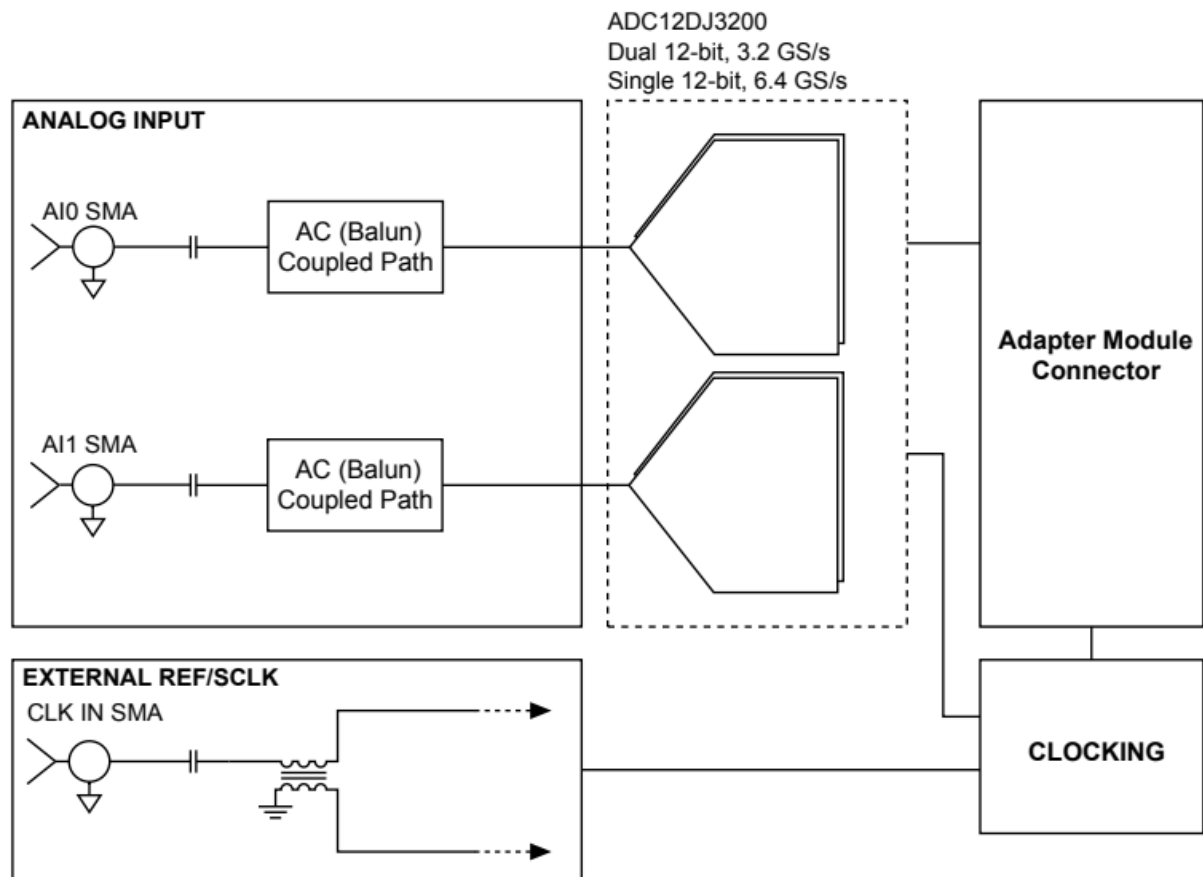 ADC12DJ3200
Dual 12-bit, 3.2 GS/s
Single 12-bit, 6.4 GS/s
ANALOG INPUT
AI0 SMA
AC (Balun)
Coupled Path
AI1 SMA
AC (Balun)
Coupled Path
Adapter Module
Connector
EXTERNAL REF/SCLK
CLK IN SMA
CLOCKING